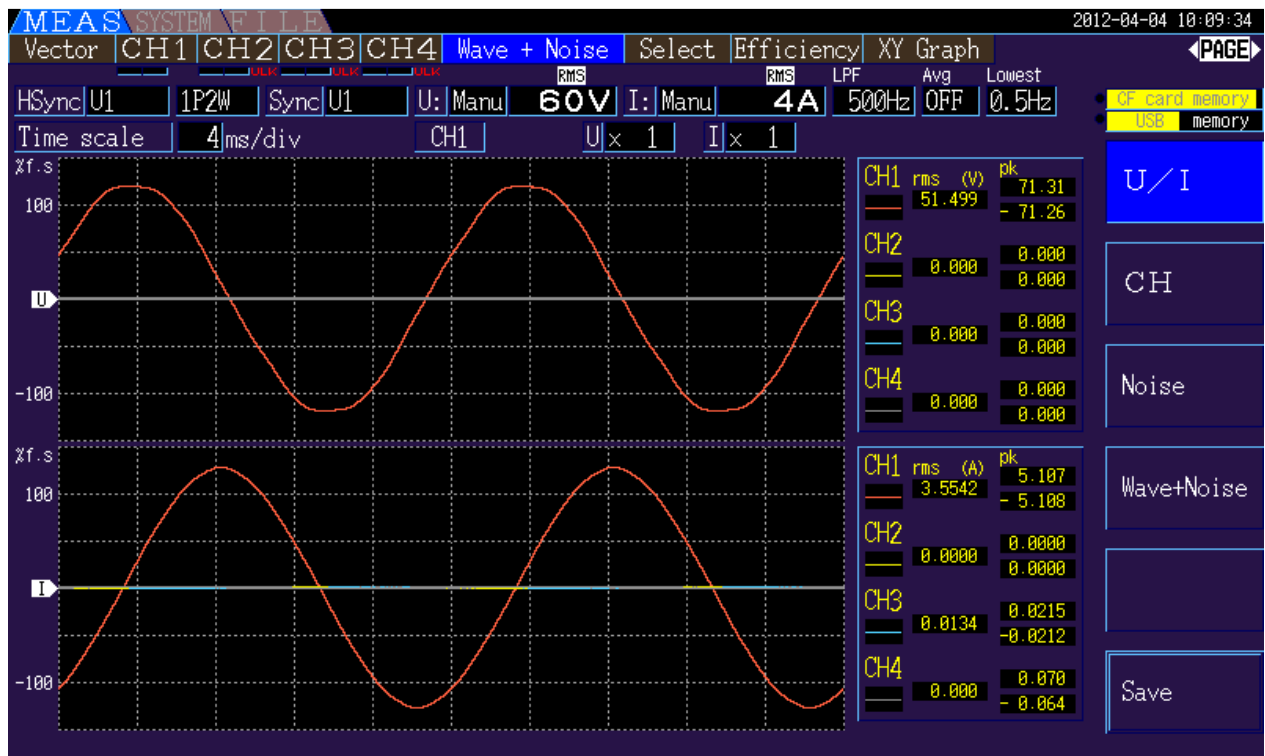 MEAS SYSTEM FILE 2012-04-04 10:09:34
Vector CH1 CH2 CH3 CH4 Wave + Noise Select Efficiency XY Graph PAGE
RMS RMS LPF Avg Lowest
HSync U1 1P2W Sync U1 U: Manu 60V I: Manu 4A 500Hz OFF 0.5Hz
CF card memory
USB memory
Time scale 4 ms/div CH1 U x 1 I x 1
%f.s
100
U
-100
CH1 rms (V) pk
51.499 71.31
- 71.26
CH2
0.000 0.000
0.000
CH3
0.000 0.000
0.000
CH4
0.000 0.000
0.000
%f.s
100
I
-100
CH1 rms (A) pk
3.5542 5.107
- 5.108
CH2
0.0000 0.0000
0.0000
CH3
0.0134 0.0215
-0.0212
CH4
0.000 0.070
- 0.064
U/I
CH
Noise
Wave+Noise
Save